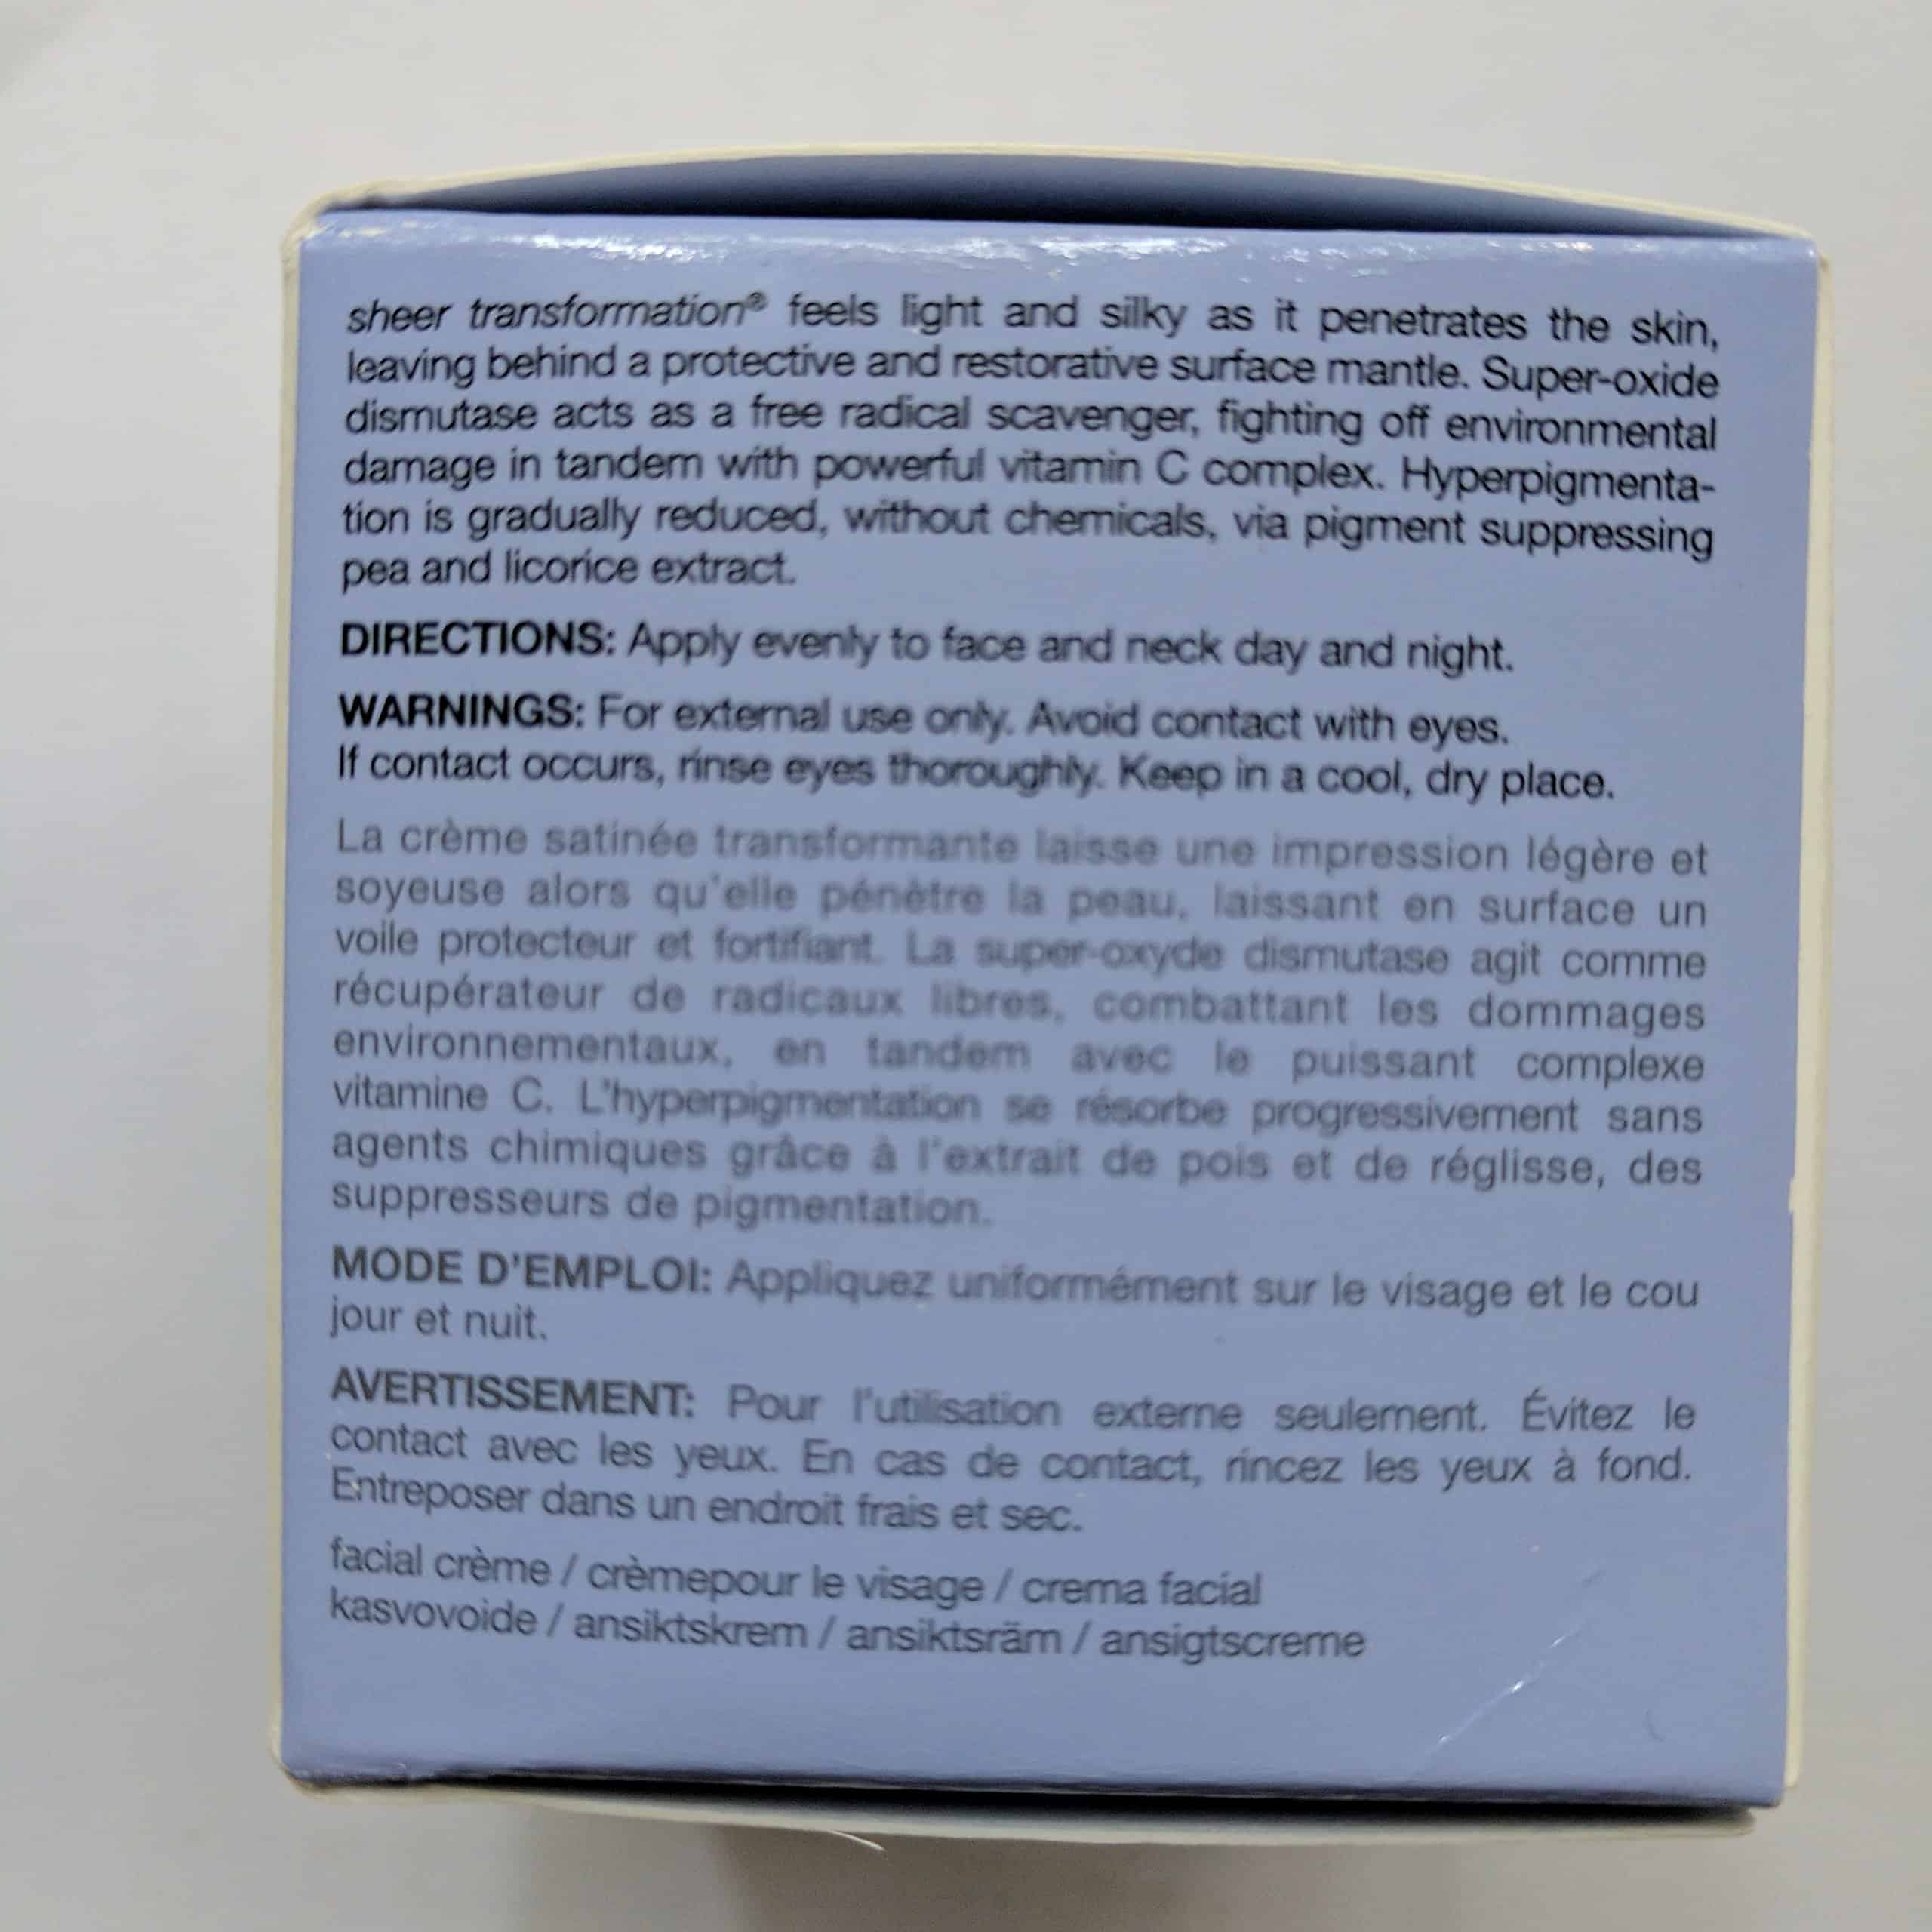 sheer transformation® feels light and silky as it penetrates the skin,
leaving behind a protective and restorative surface mantle. Super-oxide
dismutase acts as a free radical scavenger, fighting off environmental
damage in tandem with powerful vitamin C complex. Hyperpigmenta-
tion is gradually reduced, without chemicals, via pigment suppressing
pea and licorice extract.
DIRECTIONS: Apply evenly to face and neck day and night.
WARNINGS: For external use only. Avoid contact with eyes.
If contact occurs, rinse eyes thoroughly. Keep in a cool, dry place.
La crème satinée transformante laisse une impression légère et
soyeuse alors qu'elle pénètre la peau, laissant en surface un
voile protecteur et fortifiant. La super-oxyde dismutase agit comme
récupérateur de radicaux libres, combattant les dommages
environnementaux, en tandem avec le puissant complexe
vitamine C. L'hyperpigmentation se résorbe progressivement sans
agents chimiques grâce à l'extrait de pois et de réglisse, des
suppresseurs de pigmentation.
MODE D'EMPLOI: Appliquez uniformément sur le visage et le cou
jour et nuit.
AVERTISSEMENT: Pour l'utilisation externe seulement. Évitez le
contact avec les yeux. En cas de contact, rincez les yeux à fond.
Entreposer dans un endroit frais et sec.
facial crème / crèmepour le visage / crema facial
kasvovoide / ansiktskrem / ansiktsräm / ansigtscreme